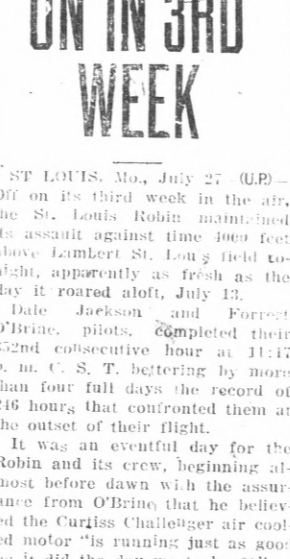 ON IN 3RD
WEEK
ST LOUIS, Mo., July 27 (U.P.)—
Off on its third week in the air,
the St. Louis Robin maintained
its assault against time 4000 feet
above Lambert St. Louis field to-
night, apparently as fresh as the
day it roared aloft, July 13.
Dale Jackson and Forrest
O'Brine, pilots, completed their
352nd consecutive hour at 11:17
p. m. C. S. T. bettering by more
than four full days the record of
246 hours that confronted them at
the outset of their flight.
It was an eventful day for the
Robin and its crew, beginning al-
most before dawn with the assur-
ance from O'Brine, that he believ-
ed the Curtiss Challenger air cool-
ed motor "is running just as good
as it did the day